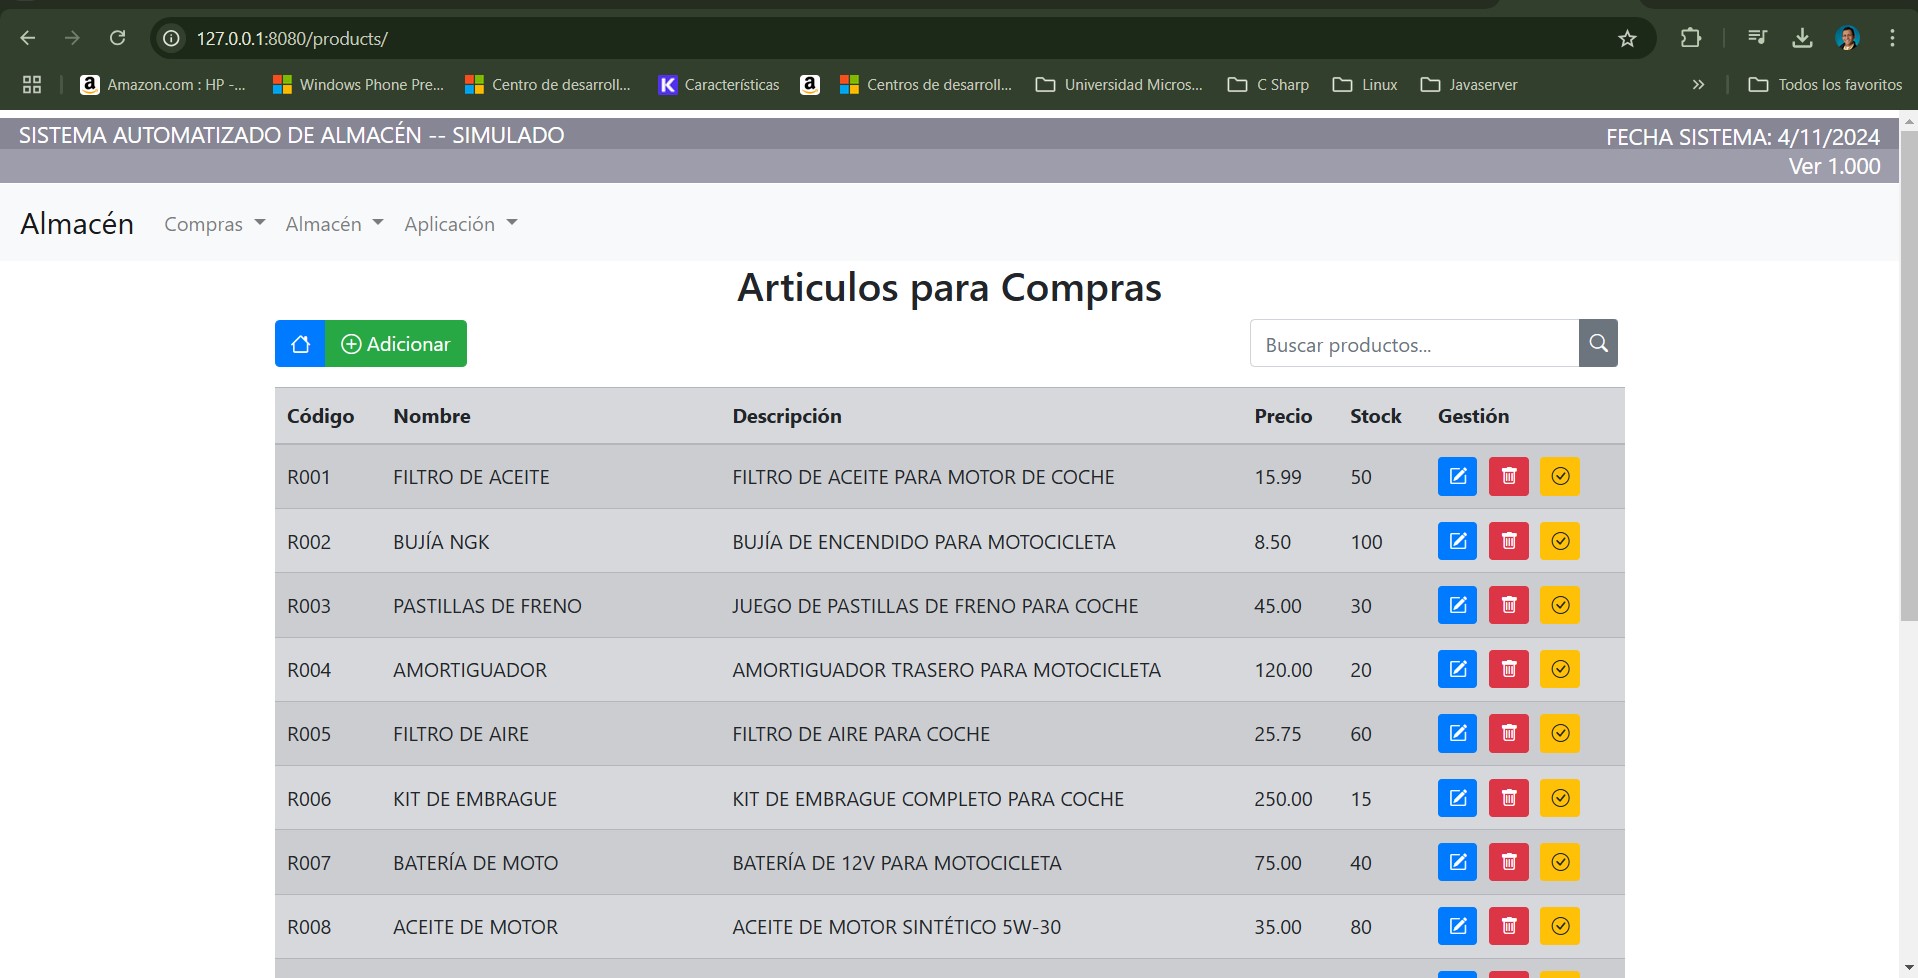 127.0.0.1:8080/products/
Amazon.com : HP -... Windows Phone Pre... Centro de desarroll... Características Centros de desarroll... Universidad Micros... C Sharp Linux Javaserver Todos los favoritos
SISTEMA AUTOMATIZADO DE ALMACÉN -- SIMULADO FECHA SISTEMA: 4/11/2024
Ver 1.000
Almacén Compras Almacén Aplicación
Articulos para Compras
Adicionar Buscar productos...
Código Nombre Descripción Precio Stock Gestión
R001 FILTRO DE ACEITE FILTRO DE ACEITE PARA MOTOR DE COCHE 15.99 50
R002 BUJÍA NGK BUJÍA DE ENCENDIDO PARA MOTOCICLETA 8.50 100
R003 PASTILLAS DE FRENO JUEGO DE PASTILLAS DE FRENO PARA COCHE 45.00 30
R004 AMORTIGUADOR AMORTIGUADOR TRASERO PARA MOTOCICLETA 120.00 20
R005 FILTRO DE AIRE FILTRO DE AIRE PARA COCHE 25.75 60
R006 KIT DE EMBRAGUE KIT DE EMBRAGUE COMPLETO PARA COCHE 250.00 15
R007 BATERÍA DE MOTO BATERÍA DE 12V PARA MOTOCICLETA 75.00 40
R008 ACEITE DE MOTOR ACEITE DE MOTOR SINTÉTICO 5W-30 35.00 80